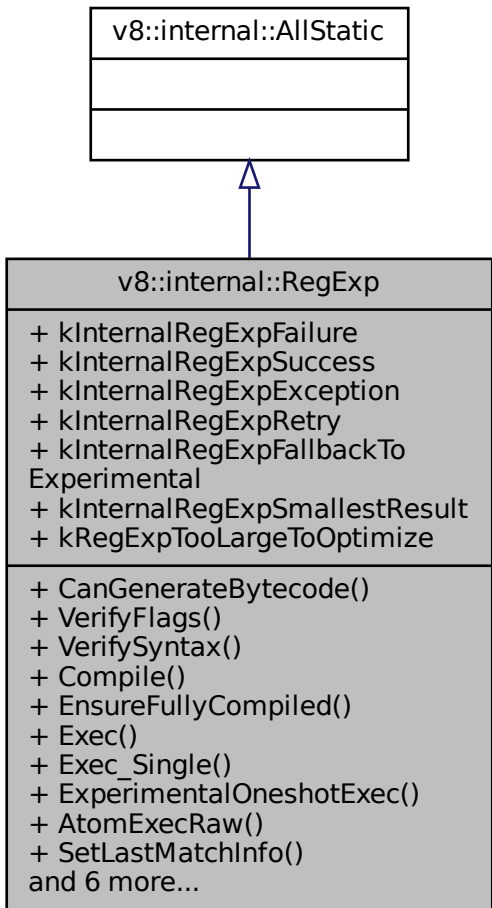 v8::internal::AllStatic
v8::internal::RegExp
+ kInternalRegExpFailure
+ kInternalRegExpSuccess
+ kInternalRegExpException
+ kInternalRegExpRetry
+ kInternalRegExpFallbackTo
Experimental
+ kInternalRegExpSmallestResult
+ kRegExpTooLargeToOptimize
+ CanGenerateBytecode()
+ VerifyFlags()
+ VerifySyntax()
+ Compile()
+ EnsureFullyCompiled()
+ Exec()
+ Exec_Single()
+ ExperimentalOneshotExec()
+ AtomExecRaw()
+ SetLastMatchInfo()
and 6 more...